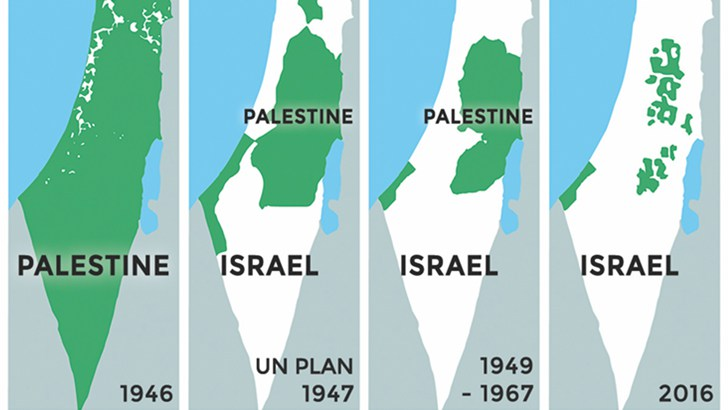 PALESTINE
1946
PALESTINE
ISRAEL
UN PLAN
1947
PALESTINE
ISRAEL
1949
- 1967
ISRAEL
2016